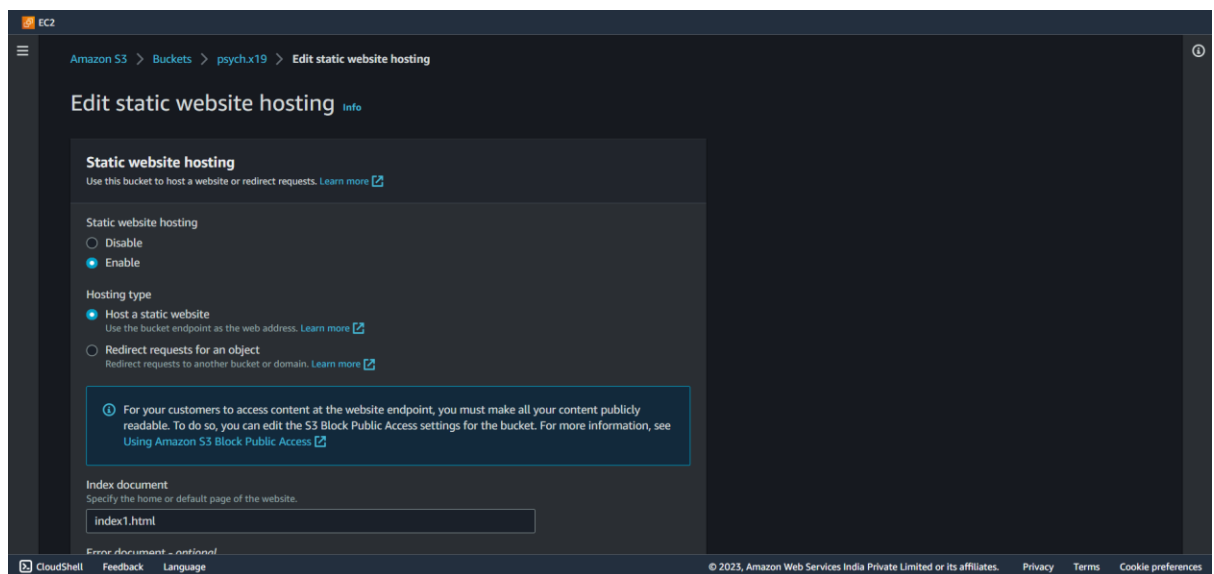 EC2
Amazon S3 > Buckets > psych.x19 > Edit static website hosting
Edit static website hosting Info
Static website hosting
Use this bucket to host a website or redirect requests. Learn more
Static website hosting
Disable
Enable
Hosting type
Host a static website
Use the bucket endpoint as the web address. Learn more
Redirect requests for an object
Redirect requests to another bucket or domain. Learn more
For your customers to access content at the website endpoint, you must make all your content publicly
readable. To do so, you can edit the S3 Block Public Access settings for the bucket. For more information, see
Using Amazon S3 Block Public Access
Index document
Specify the home or default page of the website.
index1.html
Error document - optional
CloudShell Feedback Language © 2023, Amazon Web Services India Private Limited or its affiliates. Privacy Terms Cookie preferences